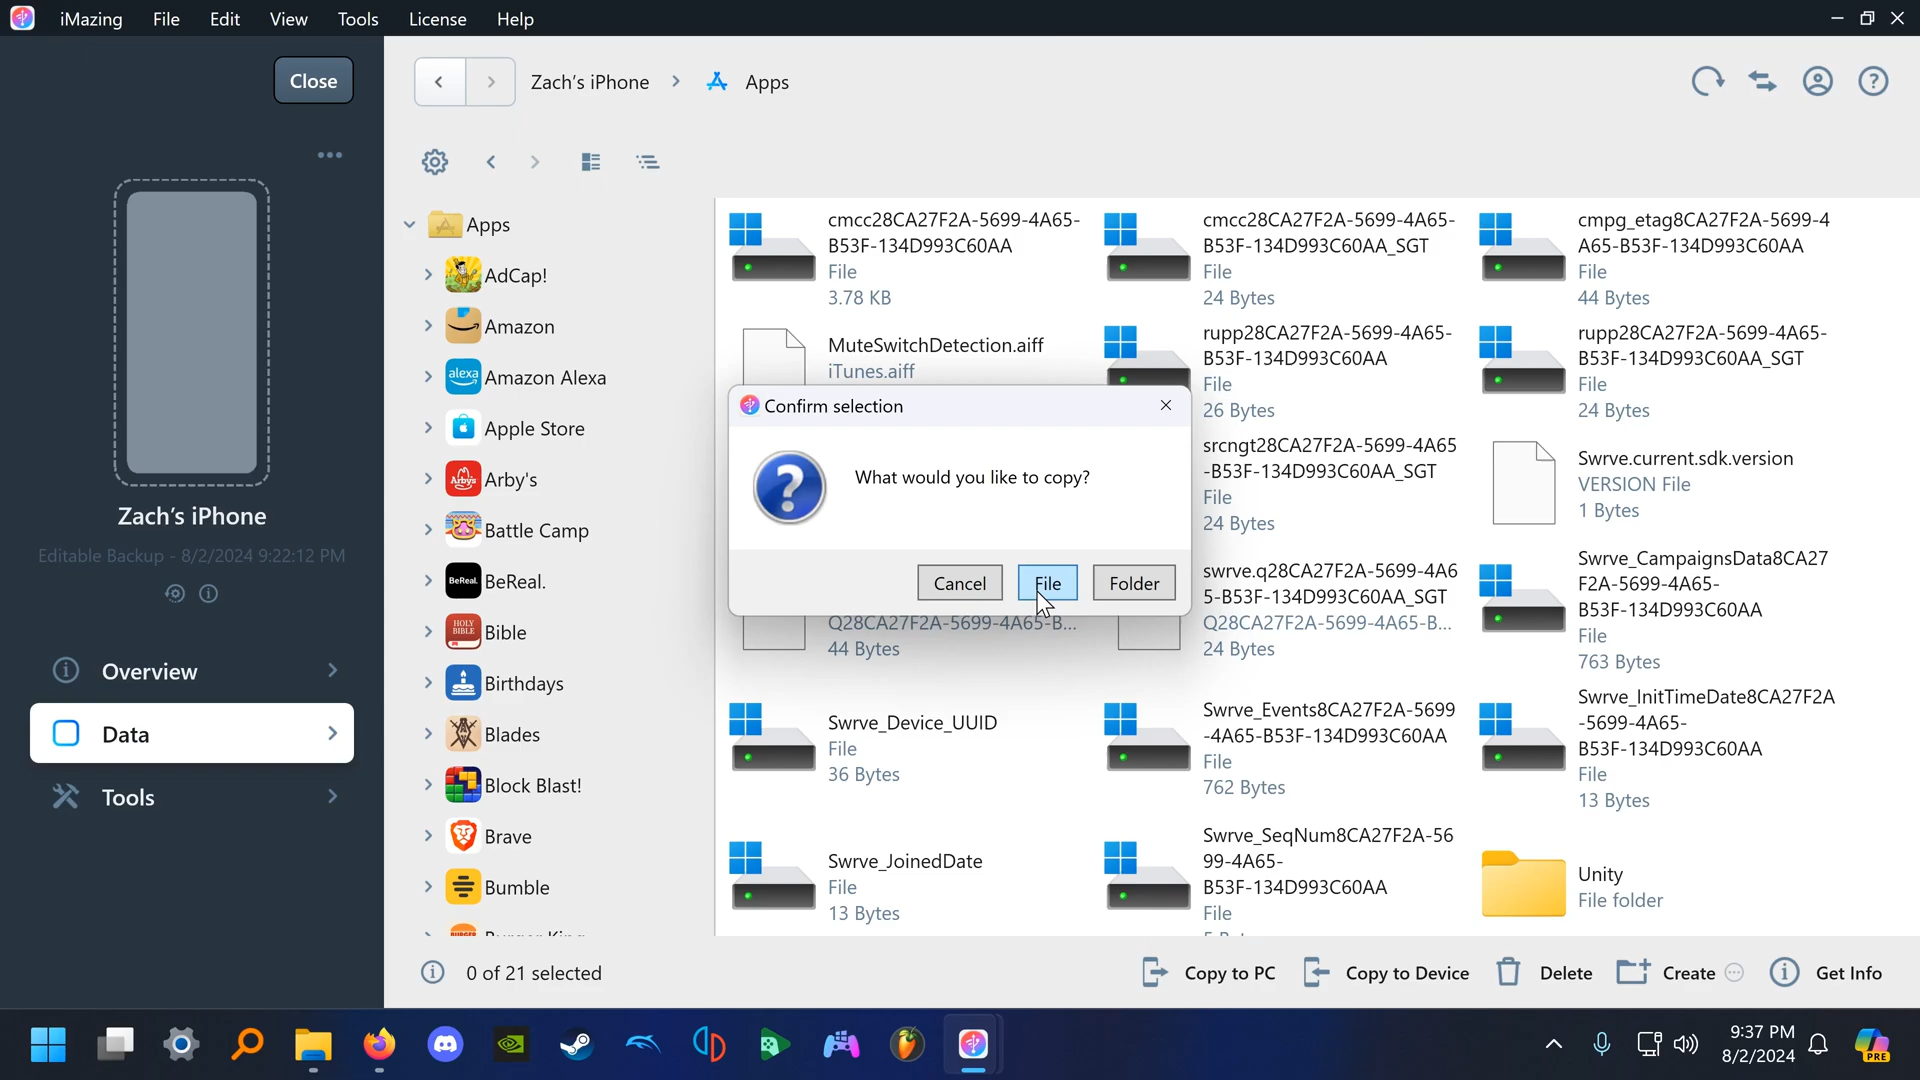 iMazing File Edit View Tools License Help
Close
Zach's iPhone > Apps
Zach's iPhone
Editable Backup - 8/2/2024 9:22:12 PM
Overview
Data
Tools
Apps
AdCap!
Amazon
alexa
Amazon Alexa
Apple Store
Arby's
Arby's
Battle Camp
BeReal.
BeReal.
HOLY
BIBLE
Bible
Birthdays
Blades
Block Blast!
Brave
Bumble
cmcc28CA27F2A-5699-4A65-
B53F-134D993C60AA
File
3.78 KB
cmcc28CA27F2A-5699-4A65-
B53F-134D993C60AA_SGT
File
24 Bytes
cmpg_etag8CA27F2A-5699-4
A65-B53F-134D993C60AA
File
44 Bytes
MuteSwitchDetection.aiff
iTunes.aiff
rupp28CA27F2A-5699-4A65-
B53F-134D993C60AA
File
26 Bytes
rupp28CA27F2A-5699-4A65-
B53F-134D993C60AA_SGT
File
24 Bytes
Confirm selection
What would you like to copy?
Cancel
File
Folder
srcngt28CA27F2A-5699-4A65
-B53F-134D993C60AA_SGT
File
24 Bytes
Swrve.current.sdk.version
VERSION File
1 Bytes
Q28CA27F2A-5699-4A65-B...
44 Bytes
swrve.q28CA27F2A-5699-4A6
5-B53F-134D993C60AA_SGT
Q28CA27F2A-5699-4A65-B...
24 Bytes
Swrve_CampaignsData8CA27
F2A-5699-4A65-
B53F-134D993C60AA
File
763 Bytes
Swrve_Device_UUID
File
36 Bytes
Swrve_Events8CA27F2A-5699
-4A65-B53F-134D993C60AA
File
762 Bytes
Swrve_InitTimeDate8CA27F2A
-5699-4A65-
B53F-134D993C60AA
File
13 Bytes
Swrve_JoinedDate
File
13 Bytes
Swrve_SeqNum8CA27F2A-56
99-4A65-
B53F-134D993C60AA
File
Unity
File folder
0 of 21 selected
Copy to PC
Copy to Device
Delete
Create
Get Info
9:37 PM
8/2/2024
PRE